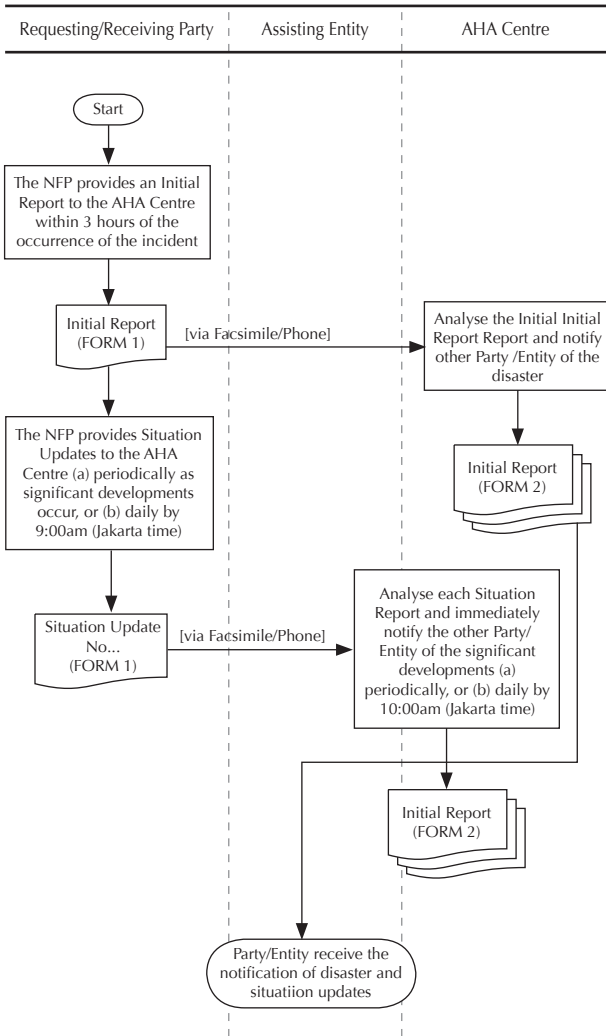 Requesting/Receiving Party
Assisting Entity
AHA Centre
Start
The NFP provides an Initial
Report to the AHA Centre
within 3 hours of the
occurrence of the incident
Initial Report
(FORM 1)
[via Facsimile/Phone]
Analyse the Initial Initial
Report Report and notify
other Party /Entity of the
disaster
The NFP provides Situation
Updates to the AHA
Centre (a) periodically as
significant developments
occur, or (b) daily by
9:00am (Jakarta time)
Initial Report
(FORM 2)
Situation Update
No...
(FORM 1)
[via Facsimile/Phone]
Analyse each Situation
Report and immediately
notify the other Party/
Entity of the significant
developments (a)
periodically, or (b) daily by
10:00am (Jakarta time)
Initial Report
(FORM 2)
Party/Entity receive the
notification of disaster and
situatiion updates